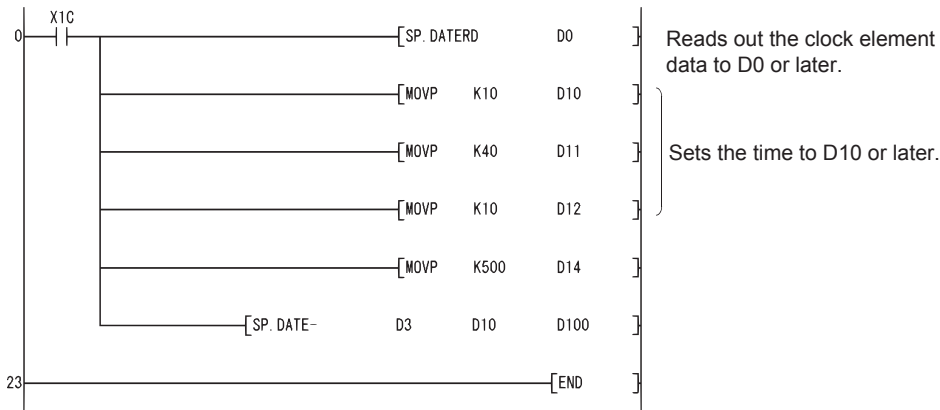 X1C
0 SP. DATERD D0 Reads out the clock element
data to D0 or later.
MOVP K10 D10
MOVP K40 D11 Sets the time to D10 or later.
MOVP K10 D12
MOVP K500 D14
SP. DATE- D3 D10 D100
23 END